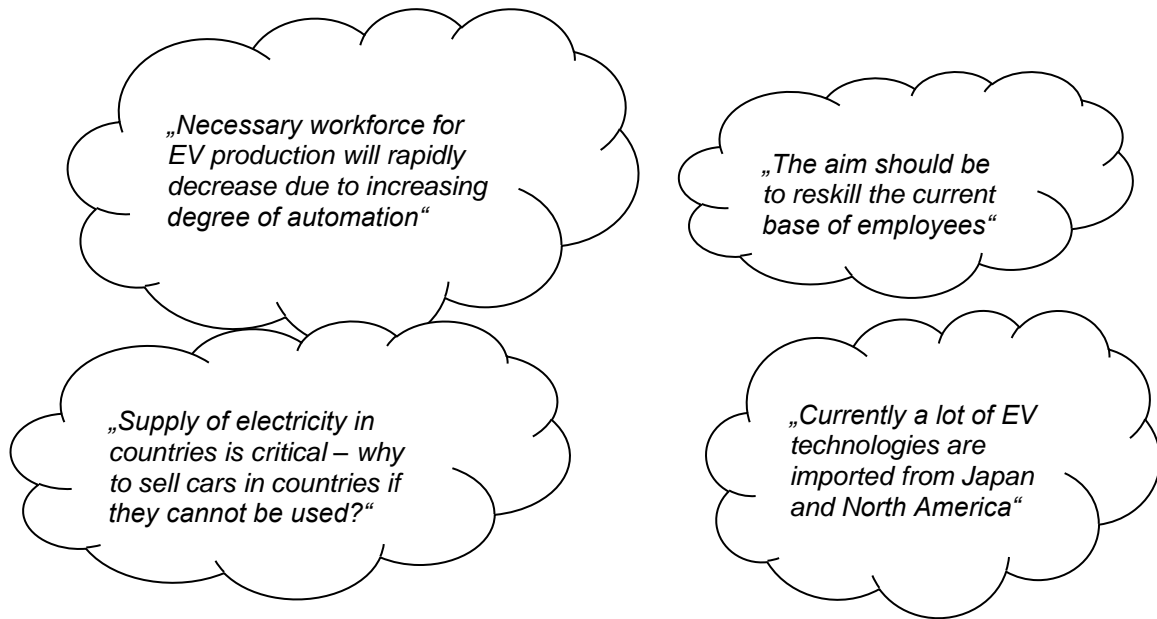 „Necessary workforce for
EV production will rapidly
decrease due to increasing
degree of automation“
„The aim should be
to reskill the current
base of employees“
„Supply of electricity in
countries is critical – why
to sell cars in countries if
they cannot be used?“
„Currently a lot of EV
technologies are
imported from Japan
and North America“